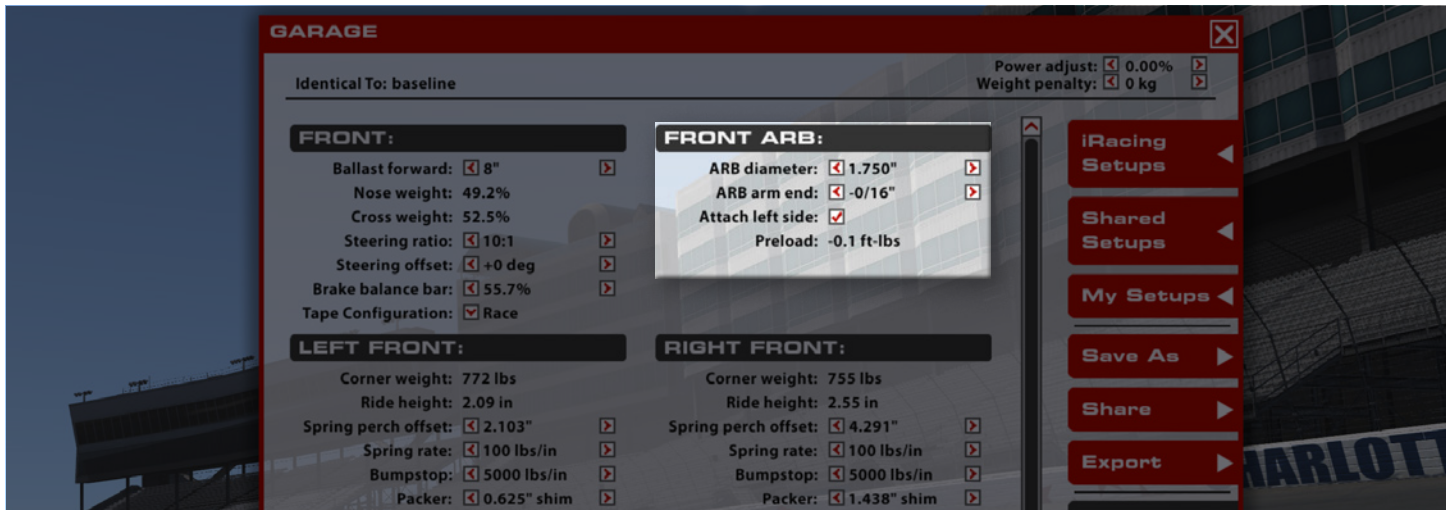 GARAGE
Identical To: baseline
Power adjust: 0.00%
Weight penalty: 0 kg
FRONT:
Ballast forward: 8"
Nose weight: 49.2%
Cross weight: 52.5%
Steering ratio: 10:1
Steering offset: +0 deg
Brake balance bar: 55.7%
Tape Configuration: Race
FRONT ARB:
ARB diameter: 1.750"
ARB arm end: -0/16"
Attach left side:
Preload: -0.1 ft-lbs
LEFT FRONT:
Corner weight: 772 lbs
Ride height: 2.09 in
Spring perch offset: 2.103"
Spring rate: 100 lbs/in
Bumpstop: 5000 lbs/in
Packer: 0.625" shim
RIGHT FRONT:
Corner weight: 755 lbs
Ride height: 2.55 in
Spring perch offset: 4.291"
Spring rate: 100 lbs/in
Bumpstop: 5000 lbs/in
Packer: 1.438" shim
iRacing
Setups
Shared
Setups
My Setups
Save As
Share
Export
HARLOTT